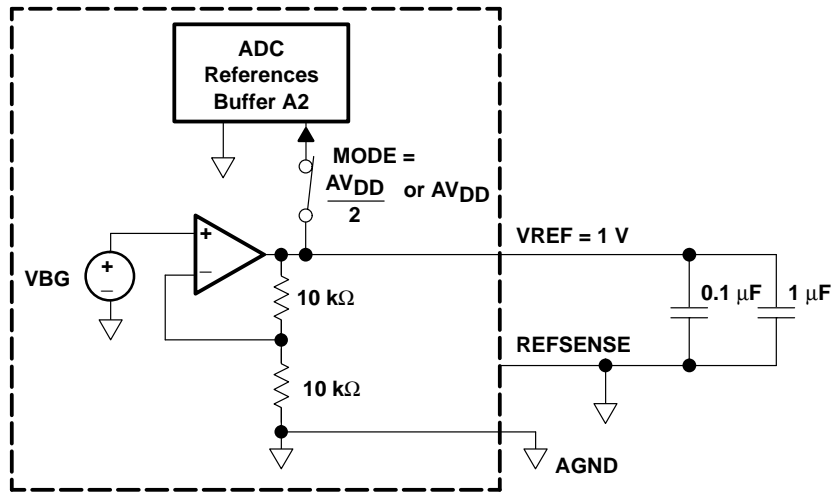 ADC
References
Buffer A2
MODE =
AVDD
2
or AVDD
+
−
VBG
+
−
VREF = 1 V
10 kΩ
0.1 μF
1 μF
REFSENSE
10 kΩ
AGND